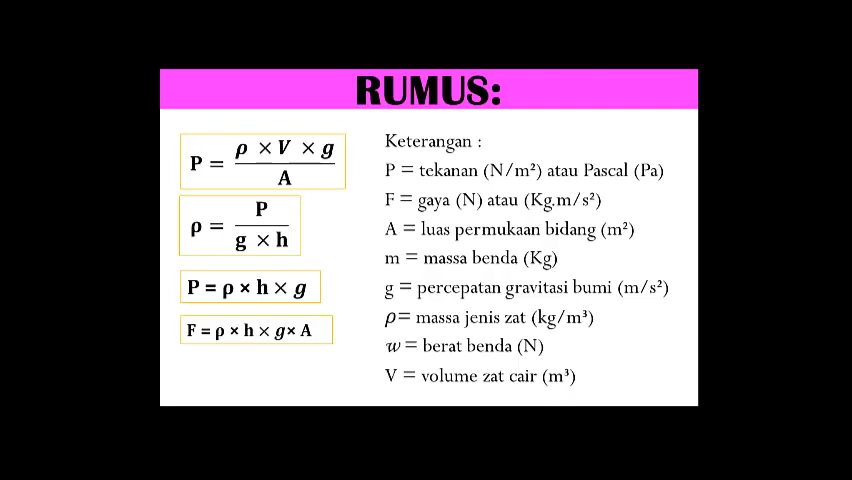 RUMUS:
P = ρ × V × g / A
ρ = P / g × h
P = ρ × h × g
F = ρ × h × g× A
Keterangan :
P = tekanan (N/m²) atau Pascal (Pa)
F = gaya (N) atau (Kg.m/s²)
A = luas permukaan bidang (m²)
m = massa benda (Kg)
g = percepatan gravitasi bumi (m/s²)
ρ= massa jenis zat (kg/m³)
w = berat benda (N)
V = volume zat cair (m³)